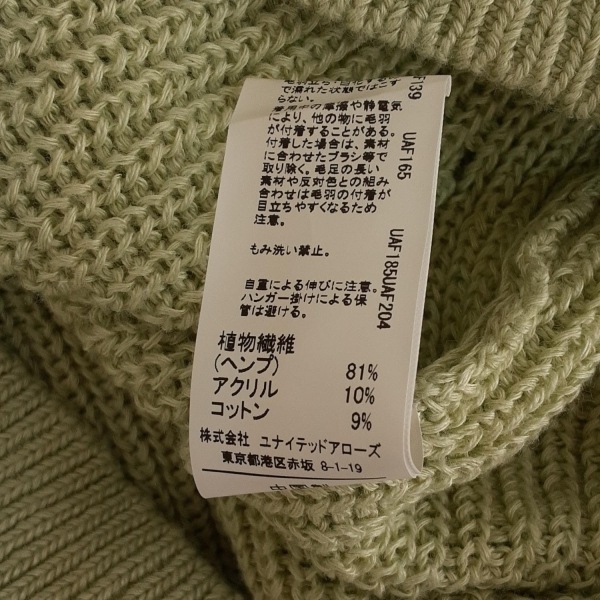 で濡れた状態ではこす
らない。
着用中の摩擦や静電気
により、他の物に毛羽
が付着することがある。
付着した場合は、素材
に合わせたブラシ等で
取り除く。毛足の長い
素材や反対色との組み
合わせは毛羽の付着が
目立ちやすくなるため
注意。
もみ洗い禁止。
自重による伸びに注意。
ハンガー掛けによる保
管は避ける。
植物繊維
(ヘンプ) 81%
アクリル 10%
コットン 9%
株式会社 ユナイテッドアローズ
東京都港区赤坂 8-1-19
UAF165
UAF185UAF204